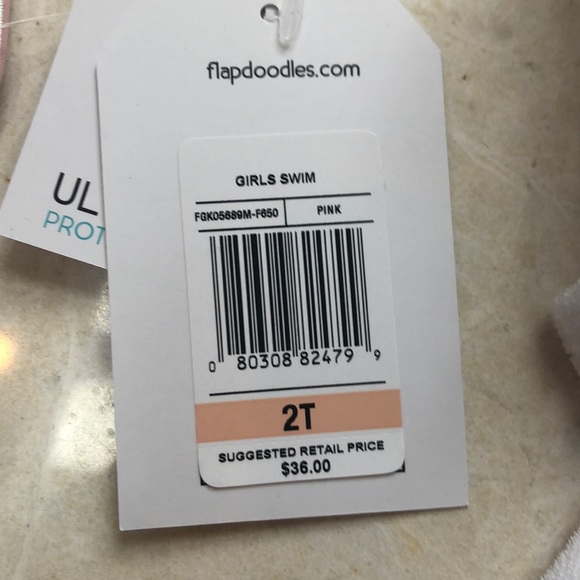 flapdoodles.com
GIRLS SWIM
FGK05689M-F650 PINK
0 80308 82479 9
2T
SUGGESTED RETAIL PRICE
$36.00
UL
PROT